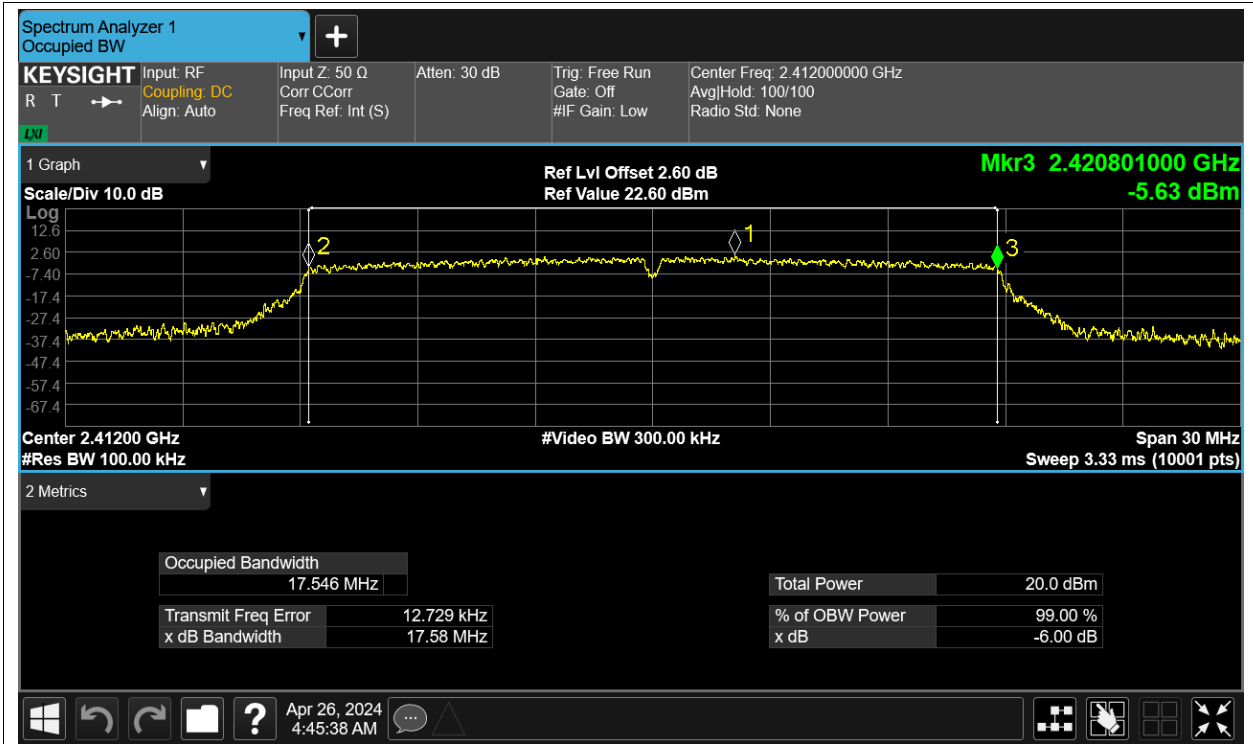 Spectrum Analyzer 1
Occupied BW
KEYSIGHT
R T
LXI
Input: RF
Coupling: DC
Align: Auto
Input Z: 50 Ω
Corr CCorr
Freq Ref: Int (S)
Atten: 30 dB
Trig: Free Run
Gate: Off
#IF Gain: Low
Center Freq: 2.412000000 GHz
Avg|Hold: 100/100
Radio Std: None
1 Graph
Scale/Div 10.0 dB
Ref Lvl Offset 2.60 dB
Ref Value 22.60 dBm
Mkr3 2.420801000 GHz
-5.63 dBm
Log
12.6
2.60
-7.40
-17.4
-27.4
-37.4
-47.4
-57.4
-67.4
2
1
3
Center 2.41200 GHz
#Video BW 300.00 kHz
Span 30 MHz
#Res BW 100.00 kHz
Sweep 3.33 ms (10001 pts)
2 Metrics
Occupied Bandwidth
17.546 MHz
Total Power 20.0 dBm
Transmit Freq Error 12.729 kHz
% of OBW Power 99.00 %
x dB Bandwidth 17.58 MHz
x dB -6.00 dB
?
Apr 26, 2024
4:45:38 AM